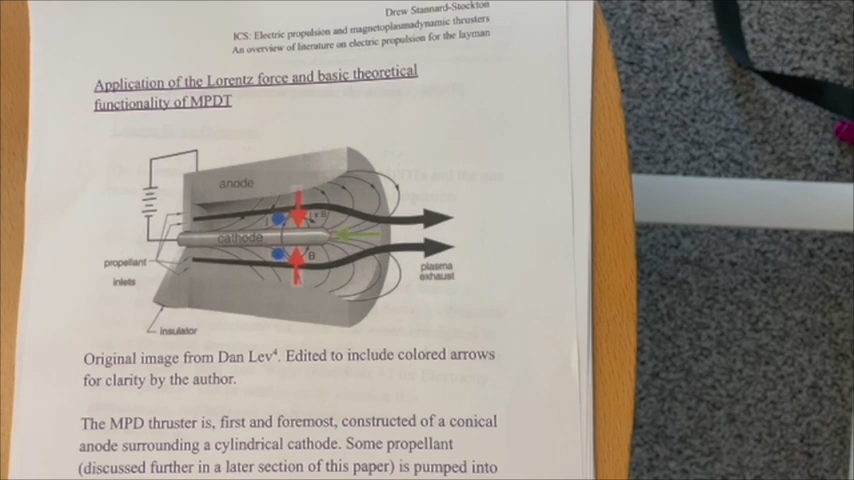 Drew Stannard-Stockton
ICS: Electric propulsion and magnetoplasmadynamic thrusters
An overview of literature on electric propulsion for the layman
Application of the Lorentz force and basic theoretical
functionality of MPDT
anode
j x B
cathode
B
propellant
inlets
plasma
exhaust
insulator
Original image from Dan Lev⁴. Edited to include colored arrows
for clarity by the author.
The MPD thruster is, first and foremost, constructed of a conical
anode surrounding a cylindrical cathode. Some propellant
(discussed further in a later section of this paper) is pumped into